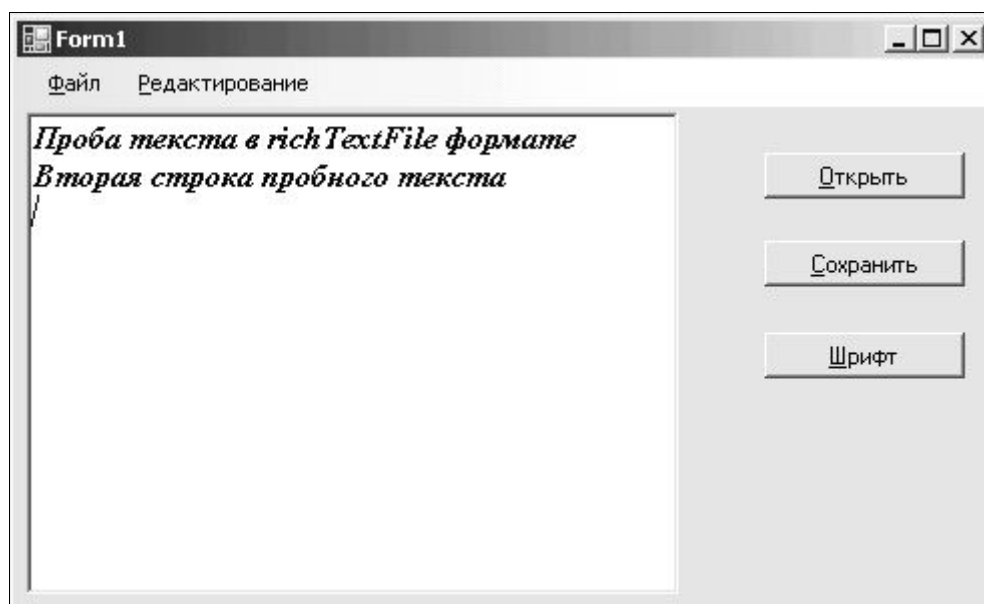 Form1
Файл Редактирование
Проба текста в richTextFile формате
Вторая строка пробного текста
Открыть
Сохранить
Шрифт